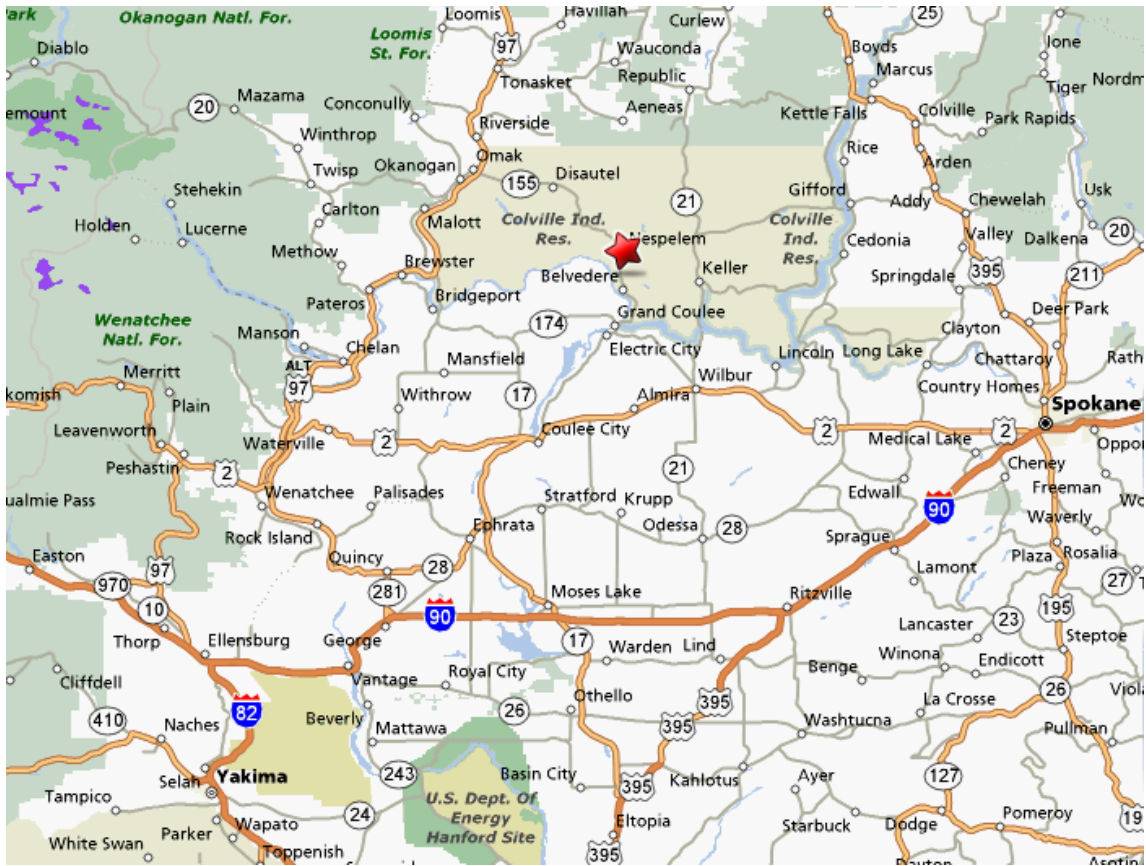 Park
Okanogan Natl. For.
Diablo
Loomis
St. For.
Loomis
97
Havillah
Curlew
25
Wauconda
Boyds
Ione
Tonasket
Republic
Marcus
Tiger
Nordm
emount
20
Mazama
Conconully
Aeneas
Kettle Falls
Colville
Park Rapids
Riverside
Winthrop
Okanogan
Omak
Rice
Arden
Twisp
155
Disautel
Gifford
Addy
Chewelah
Usk
Stehekin
21
20
Carlton
Malott
Colville Ind.
Res.
Colville
Ind.
Res.
Holden
Lucerne
Nespelem
Cedonia
Valley
Dalkena
Methow
Brewster
Belvedere
Keller
Springdale
395
211
Pateros
Bridgeport
Wenatchee
Natl. For.
174
Grand Coulee
Deer Park
Manson
Clayton
Chelan
Mansfield
Electric City
Lincoln
Long Lake
Chattaroy
Rath
ALT
97
Merritt
Wilbur
Country Homes
komish
Plain
Withrow
17
Almira
Spokane
Leavenworth
Waterville
2
Coulee City
2
Medical Lake
2
Oppor
Peshastin
2
21
Cheney
ualmie Pass
Wenatchee
Palisades
Stratford
Krupp
Edwall
90
Freeman
Wo
Rock Island
Ephrata
Odessa
28
Sprague
Waverly
Easton
Quincy
28
Plaza
Rosalia
970
97
281
Lamont
27
T
10
Moses Lake
Ritzville
195
Thorp
Ellensburg
George
90
17
Warden
Lind
Lancaster
23
Steptoe
Cliffdell
Vantage
Royal City
Benge
Winona
Endicott
82
Othello
395
La Crosse
26
Viola
410
Naches
Beverly
Mattawa
26
395
Washtucna
Pullman
Selah
Yakima
243
Basin City
395
Kahlotus
Ayer
127
Tampico
24
U.S. Dept. Of
Energy
Hanford Site
Starbuck
Dodge
Pomeroy
195
White Swan
Parker
Wapato
Eltopia
Toppenish
395
Dayton
Asotin